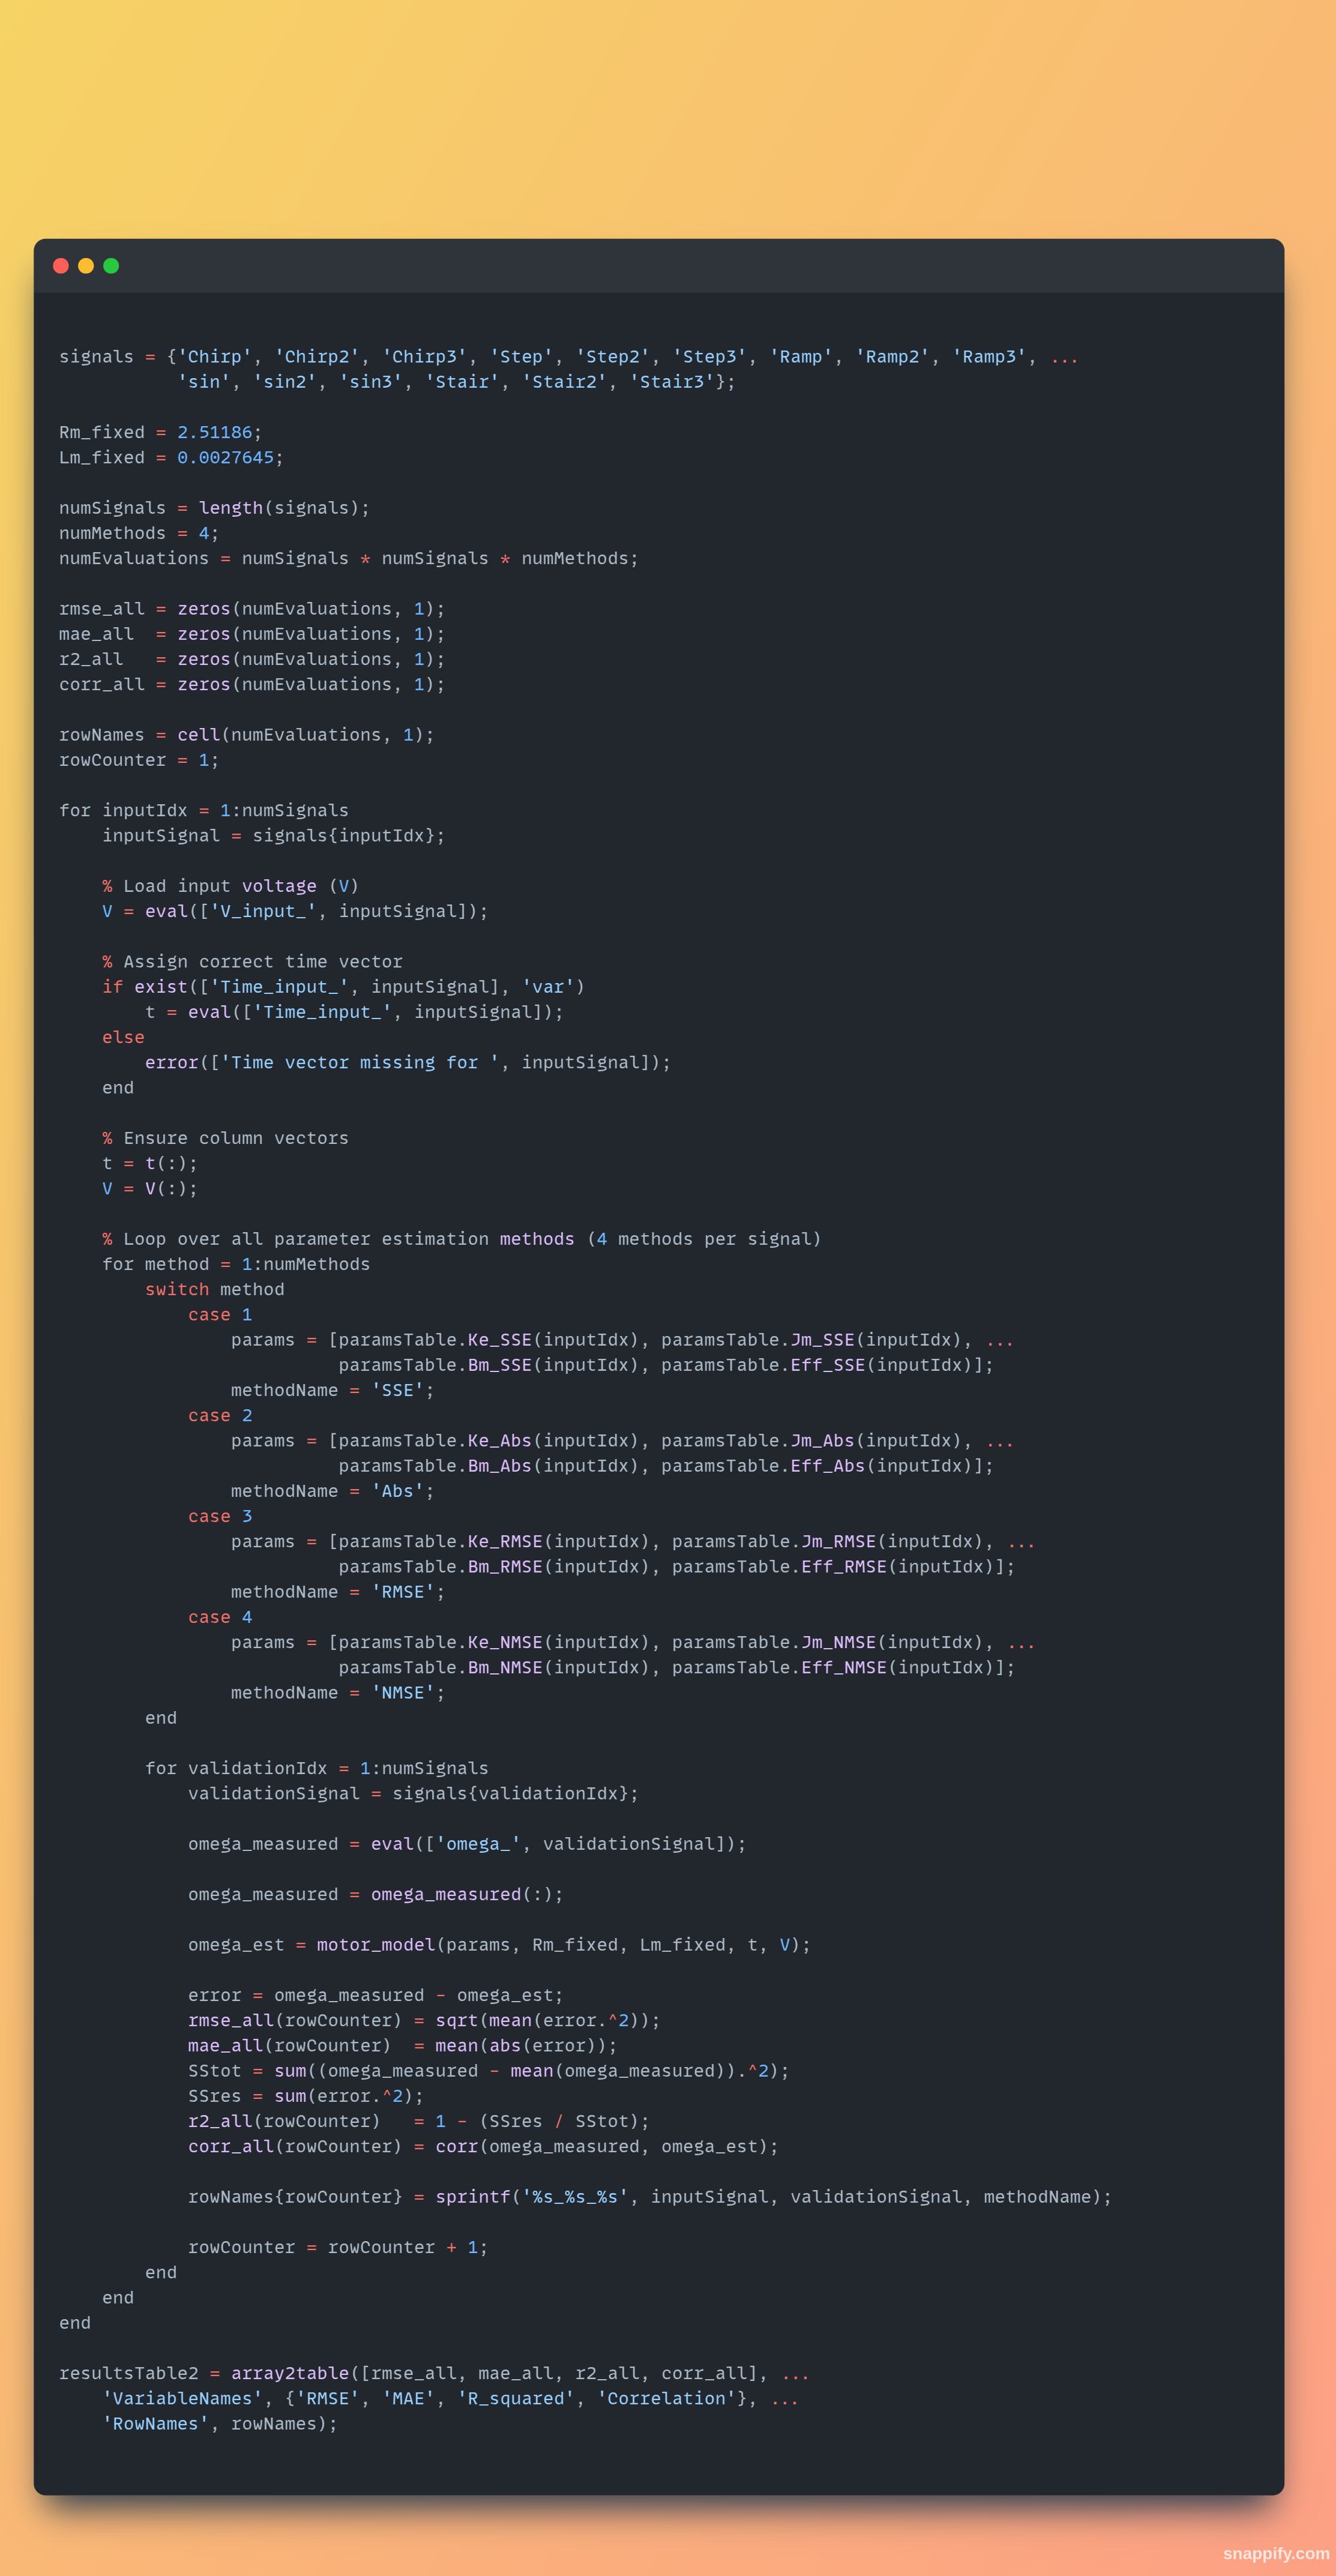 signals = {'Chirp', 'Chirp2', 'Chirp3', 'Step', 'Step2', 'Step3', 'Ramp', 'Ramp2', 'Ramp3', ...
           'sin', 'sin2', 'sin3', 'Stair', 'Stair2', 'Stair3'};

Rm_fixed = 2.51186;
Lm_fixed = 0.0027645;

numSignals = length(signals);
numMethods = 4;
numEvaluations = numSignals * numSignals * numMethods;

rmse_all = zeros(numEvaluations, 1);
mae_all  = zeros(numEvaluations, 1);
r2_all   = zeros(numEvaluations, 1);
corr_all = zeros(numEvaluations, 1);

rowNames = cell(numEvaluations, 1);
rowCounter = 1;

for inputIdx = 1:numSignals
    inputSignal = signals{inputIdx};

    % Load input voltage (V)
    V = eval(['V_input_', inputSignal]);

    % Assign correct time vector
    if exist(['Time_input_', inputSignal], 'var')
        t = eval(['Time_input_', inputSignal]);
    else
        error(['Time vector missing for ', inputSignal]);
    end

    % Ensure column vectors
    t = t(:);
    V = V(:);

    % Loop over all parameter estimation methods (4 methods per signal)
    for method = 1:numMethods
        switch method
            case 1
                params = [paramsTable.Ke_SSE(inputIdx), paramsTable.Jm_SSE(inputIdx), ...
                          paramsTable.Bm_SSE(inputIdx), paramsTable.Eff_SSE(inputIdx)];
                methodName = 'SSE';
            case 2
                params = [paramsTable.Ke_Abs(inputIdx), paramsTable.Jm_Abs(inputIdx), ...
                          paramsTable.Bm_Abs(inputIdx), paramsTable.Eff_Abs(inputIdx)];
                methodName = 'Abs';
            case 3
                params = [paramsTable.Ke_RMSE(inputIdx), paramsTable.Jm_RMSE(inputIdx), ...
                          paramsTable.Bm_RMSE(inputIdx), paramsTable.Eff_RMSE(inputIdx)];
                methodName = 'RMSE';
            case 4
                params = [paramsTable.Ke_NMSE(inputIdx), paramsTable.Jm_NMSE(inputIdx), ...
                          paramsTable.Bm_NMSE(inputIdx), paramsTable.Eff_NMSE(inputIdx)];
                methodName = 'NMSE';
        end

        for validationIdx = 1:numSignals
            validationSignal = signals{validationIdx};

            omega_measured = eval(['omega_', validationSignal]);

            omega_measured = omega_measured(:);

            omega_est = motor_model(params, Rm_fixed, Lm_fixed, t, V);

            error = omega_measured - omega_est;
            rmse_all(rowCounter) = sqrt(mean(error.^2));
            mae_all(rowCounter)  = mean(abs(error));
            SStot = sum((omega_measured - mean(omega_measured)).^2);
            SSres = sum(error.^2);
            r2_all(rowCounter)   = 1 - (SSres / SStot);
            corr_all(rowCounter) = corr(omega_measured, omega_est);

            rowNames{rowCounter} = sprintf('%s_%s_%s', inputSignal, validationSignal, methodName);

            rowCounter = rowCounter + 1;
        end
    end
end

resultsTable2 = array2table([rmse_all, mae_all, r2_all, corr_all], ...
    'VariableNames', {'RMSE', 'MAE', 'R_squared', 'Correlation'}, ...
    'RowNames', rowNames);
snappify.com